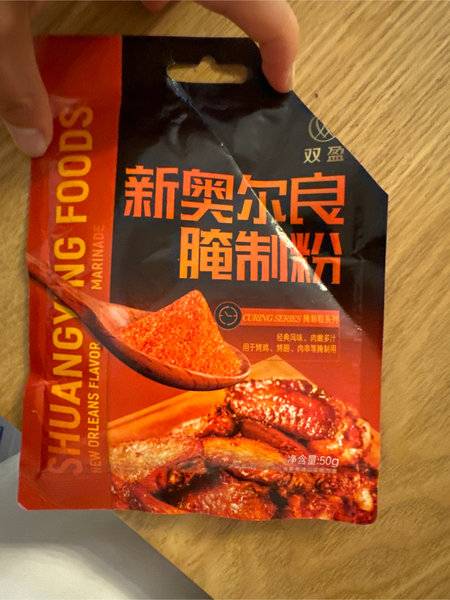 SHUANGYING FOODS
NEW ORLEANS FLAVOR MARINADE
双盈
新奥尔良
腌制粉
CURING SERIES 腌制粉系列
经典风味、肉嫩多汁
用于烤鸡、烤翅、肉串等腌制用
净含量:50g